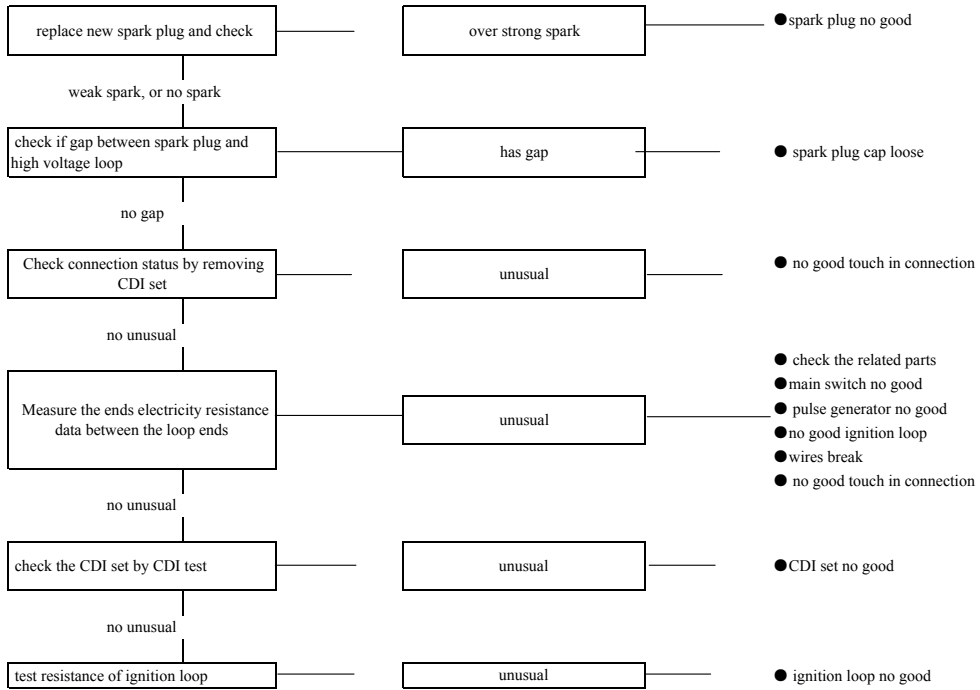 replace new spark plug and check
over strong spark
●spark plug no good
weak spark, or no spark
check if gap between spark plug and
high voltage loop
has gap
● spark plug cap loose
no gap
Check connection status by removing
CDI set
unusual
● no good touch in connection
no unusual
Measure the ends electricity resistance
data between the loop ends
unusual
● check the related parts
●main switch no good
● pulse generator no good
●no good ignition loop
●wires break
● no good touch in connection
no unusual
check the CDI set by CDI test
unusual
●CDI set no good
no unusual
test resistance of ignition loop
unusual
● ignition loop no good